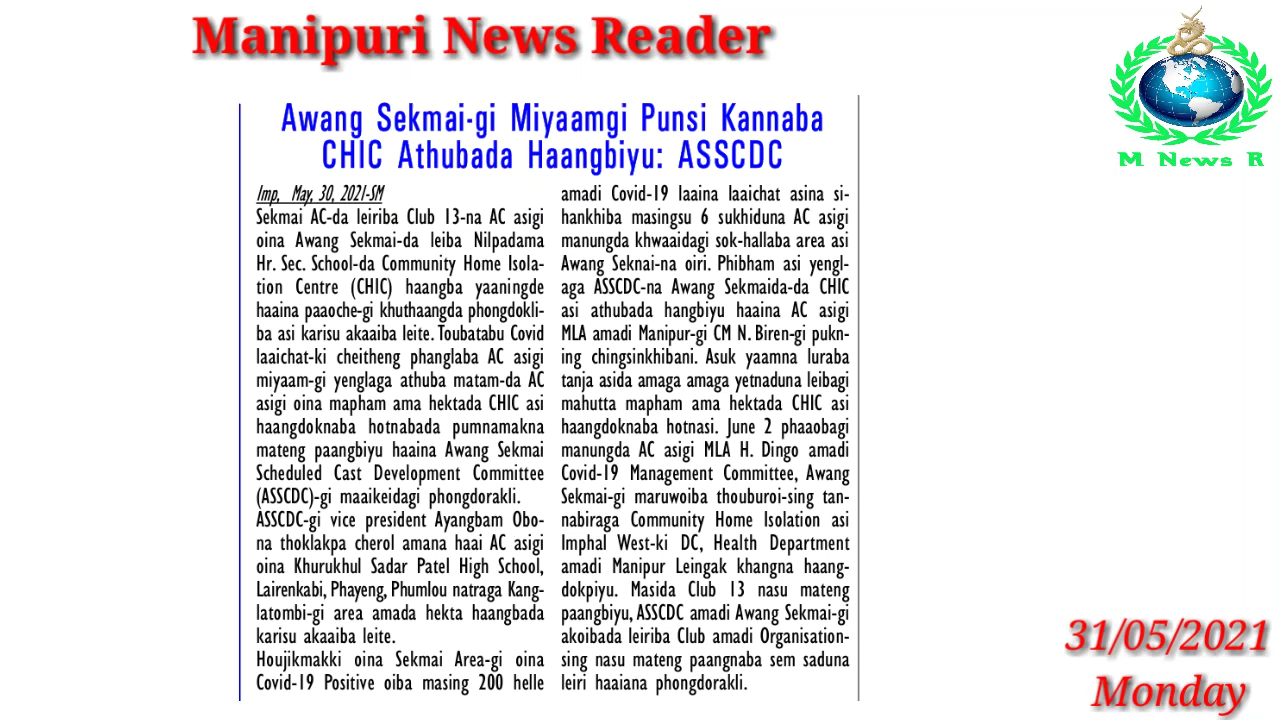 Manipuri News Reader
M News R
Awang Sekmai-gi Miyaamgi Punsi Kannaba
CHIC Athubada Haangbiyu: ASSCDC
Imp, May, 30, 2021-SM
Sekmai AC-da leiriba Club 13-na AC asigi
oina Awang Sekmai-da leiba Nilpadama
Hr. Sec. School-da Community Home Isola-
tion Centre (CHIC) haangba yaaningde
haaina paaoche-gi khuthaangda phongdokli-
ba asi karisu akaaiba leite. Toubatabu Covid
laaichat-ki cheitheng phanglaba AC asigi
miyaam-gi yenglaga athuba matam-da AC
asigi oina mapham ama hektada CHIC asi
haangdoknaba hotnabada pumnamakna
mateng paangbiyu haaina Awang Sekmai
Scheduled Cast Development Committee
(ASSCDC)-gi maaikeidagi phongdorakli.
ASSCDC-gi vice president Ayangbam Obo-
na thoklakpa cherol amana haai AC asigi
oina Khurukhul Sadar Patel High School,
Lairenkabi, Phayeng, Phumlou natraga Kang-
latombi-gi area amada hekta haangbada
karisu akaaiba leite.
Houjikmakki oina Sekmai Area-gi oina
Covid-19 Positive oiba masing 200 helle
amadi Covid-19 laaina laaichat asina si-
hankhiba masingsu 6 sukhiduna AC asigi
manungda khwaaidagi sok-hallaba area asi
Awang Seknai-na oiri. Phibham asi yengl-
aga ASSCDC-na Awang Sekmaida-da CHIC
asi athubada hangbiyu haaina AC asigi
MLA amadi Manipur-gi CM N. Biren-gi pukn-
ing chingsinkhibani. Asuk yaamna luraba
tanja asida amaga amaga yetnaduna leibagi
mahutta mapham ama hektada CHIC asi
haangdoknaba hotnasi. June 2 phaaobagi
manungda AC asigi MLA H. Dingo amadi
Covid-19 Management Committee, Awang
Sekmai-gi maruwoiba thouburoi-sing tan-
nabiraga Community Home Isolation asi
Imphal West-ki DC, Health Department
amadi Manipur Leingak khangna haang-
dokpiyu. Masida Club 13 nasu mateng
paangbiyu, ASSCDC amadi Awang Sekmai-gi
akoibada leiriba Club amadi Organisation-
sing nasu mateng paangnaba sem saduna
leiri haaiana phongdorakli.
31/05/2021
Monday